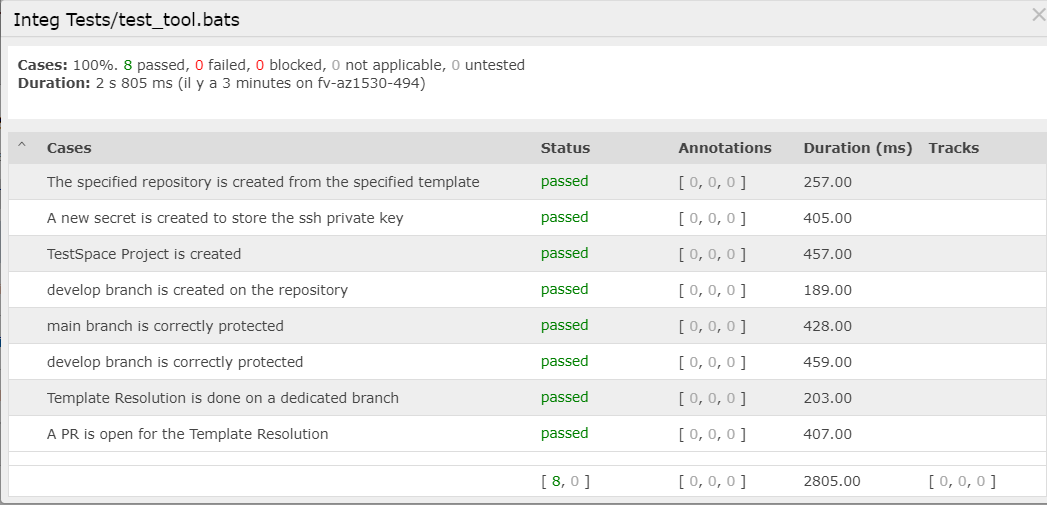 Integ Tests/test_tool.bats
Cases: 100%. 8 passed, 0 failed, 0 blocked, 0 not applicable, 0 untested
Duration: 2 s 805 ms (il y a 3 minutes on fv-az1530-494)
^ Cases Status Annotations Duration (ms) Tracks
The specified repository is created from the specified template passed [ 0, 0, 0 ] 257.00
A new secret is created to store the ssh private key passed [ 0, 0, 0 ] 405.00
TestSpace Project is created passed [ 0, 0, 0 ] 457.00
develop branch is created on the repository passed [ 0, 0, 0 ] 189.00
main branch is correctly protected passed [ 0, 0, 0 ] 428.00
develop branch is correctly protected passed [ 0, 0, 0 ] 459.00
Template Resolution is done on a dedicated branch passed [ 0, 0, 0 ] 203.00
A PR is open for the Template Resolution passed [ 0, 0, 0 ] 407.00
[ 8, 0 ] [ 0, 0, 0 ] 2805.00 [ 0, 0, 0 ]